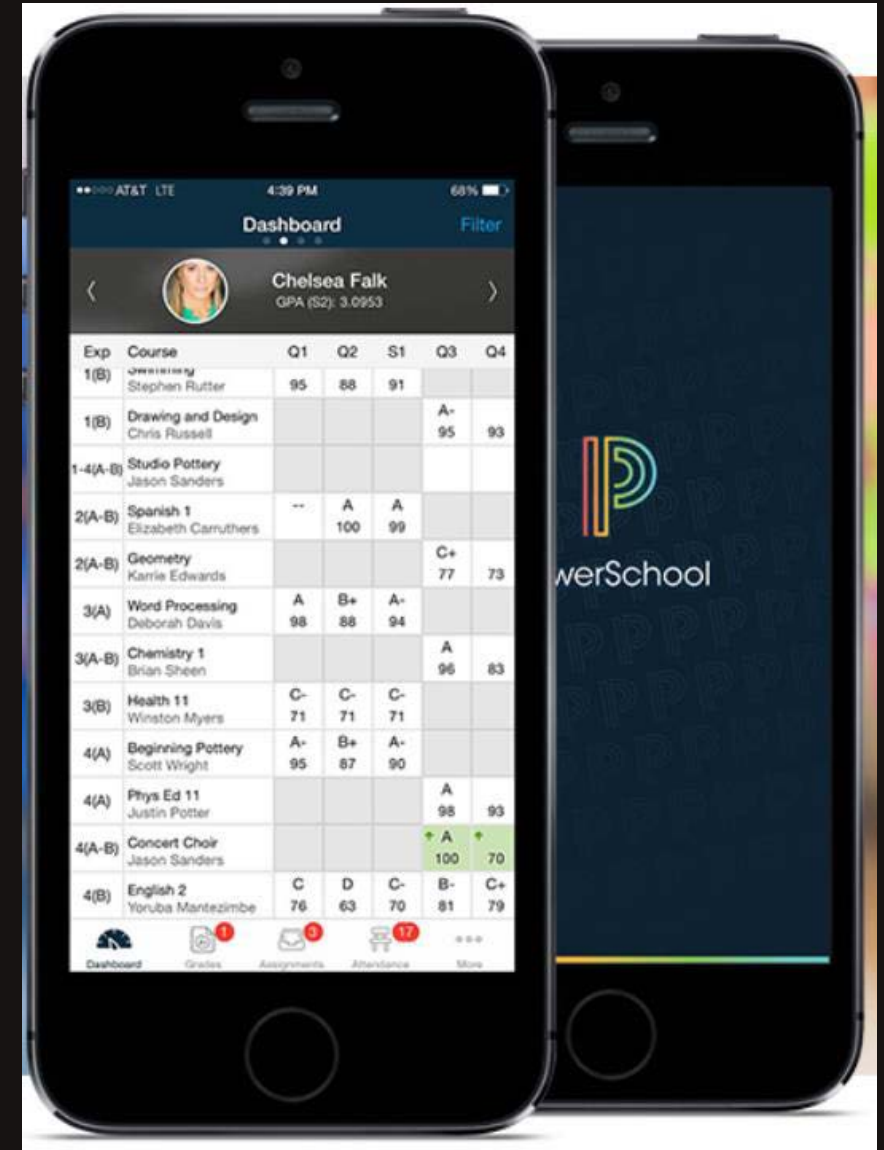 AT&T LTE 4:39 PM 68%
Dashboard Filter
Chelsea Falk
GPA (S2): 3.0953
Exp Course Q1 Q2 S1 Q3 Q4
1(B) Swimming
Stephen Rutter 95 88 91
1(B) Drawing and Design A-
Chris Russell 95 93
1-4(A-B) Studio Pottery
Jason Sanders
2(A-B) Spanish 1 -- A A
Elizabeth Carruthers 100 99
2(A-B) Geometry C+
Karrie Edwards 77 73
3(A) Word Processing A B+ A-
Deborah Davis 98 88 94
3(A-B) Chemistry 1 A
Brian Sheen 96 83
3(B) Health 11 C- C- C-
Winston Myers 71 71 71
4(A) Beginning Pottery A- B+ A-
Scott Wright 95 87 90
4(A) Phys Ed 11 A
Justin Potter 98 93
4(A-B) Concert Choir A
Jason Sanders 100 70
4(B) English 2 C D C- B- C+
Yoruba Mantezimbe 76 63 70 81 79
1 3 17
Dashboard Grades Assignments Attendance More
werSchool